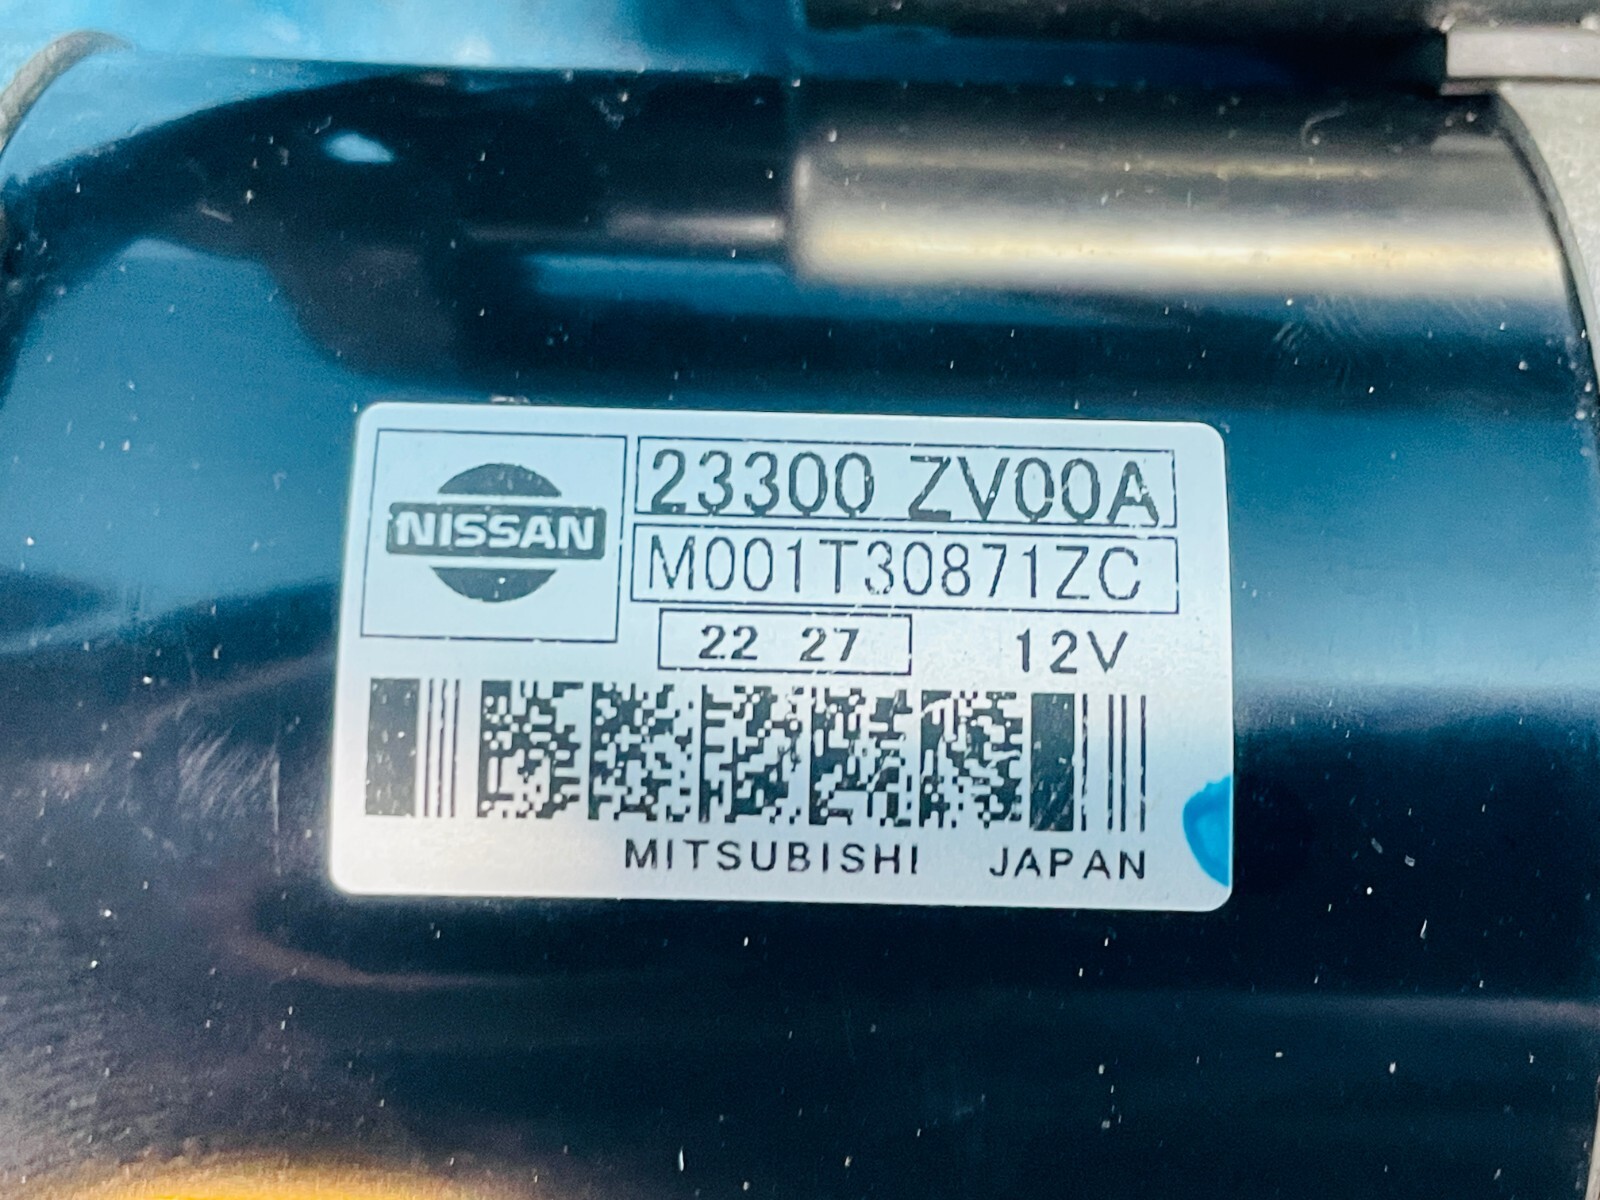 NISSAN
23300 ZV00A
M001T30871ZC
22 27 12V
MITSUBISHI JAPAN